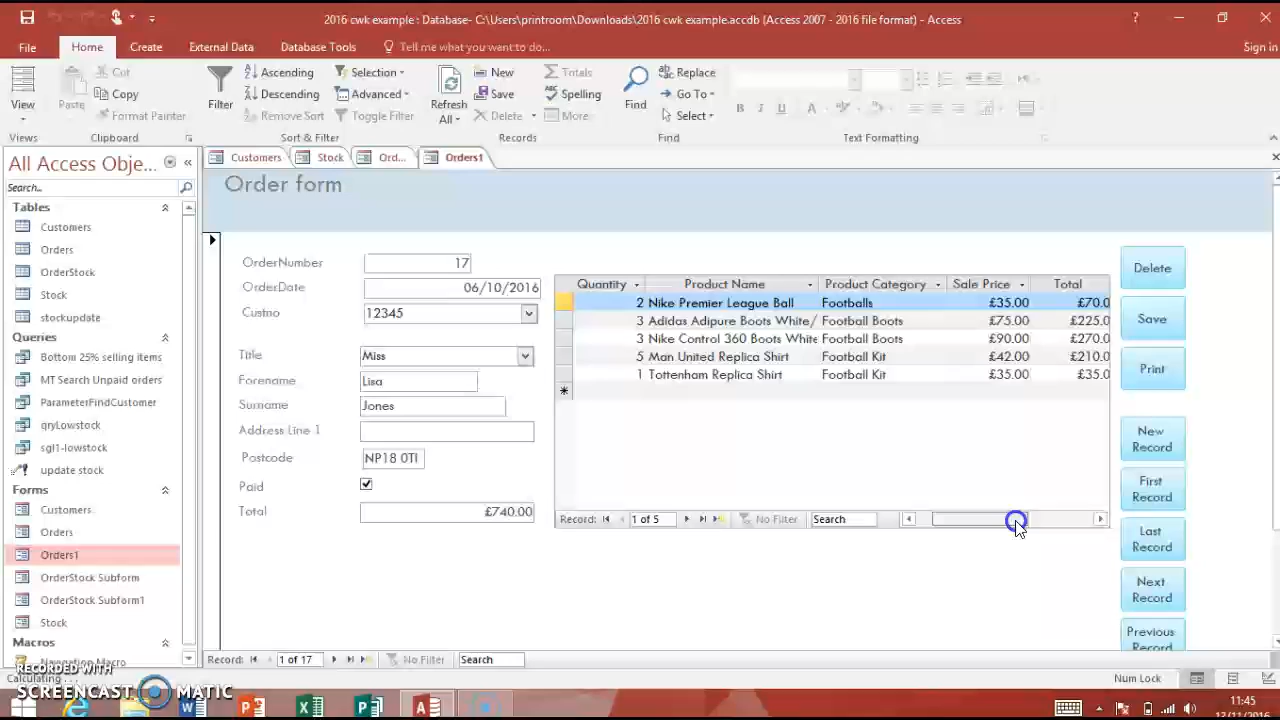 2016 cwk example : Database- C:\Users\printroom\Downloads\2016 cwk example.accdb (Access 2007 - 2016 file format) - Access
File Home Create External Data Database Tools Tell me what you want to do... Sign in
View Paste Cut Copy Format Painter
Filter Ascending Descending Remove Sort Selection Advanced Toggle Filter
Refresh All New Save Delete Totals Spelling More
Find Replace Go To Select
B I U A
Views Clipboard Sort & Filter Records Find Text Formatting
All Access Obje...
Search...
Tables
Customers
Orders
OrderStock
Stock
stockupdate
Queries
Bottom 25% selling items
MT Search Unpaid orders
ParameterFindCustomer
qryLowstock
sgl1-lowstock
update stock
Forms
Customers
Orders
Orders1
OrderStock Subform
OrderStock Subform1
Stock
Macros
Navigation Macro
Customers Stock Ord... Orders1
Order form
OrderNumber 17
OrderDate 06/10/2016
Custno 12345
Title Miss
Forename Lisa
Surname Jones
Address Line 1
Postcode NP18 0TI
Paid
Total £740.00
Quantity Product Name Product Category Sale Price Total
2 Nike Premier League Ball Footballs £35.00 £70.0
3 Adidas Adipure Boots White/ Football Boots £75.00 £225.0
3 Nike Control 360 Boots White Football Boots £90.00 £270.0
5 Man United Replica Shirt Football Kit £42.00 £210.0
1 Tottenham Replica Shirt Football Kit £35.00 £35.0
Record: 1 of 5 No Filter Search
Delete
Save
Print
New Record
First Record
Last Record
Next Record
Previous Record
Record: 1 of 17 No Filter Search
Calculating... Num Lock
RECORDED WITH
SCREENCAST MATIC
11:45
13/11/2016